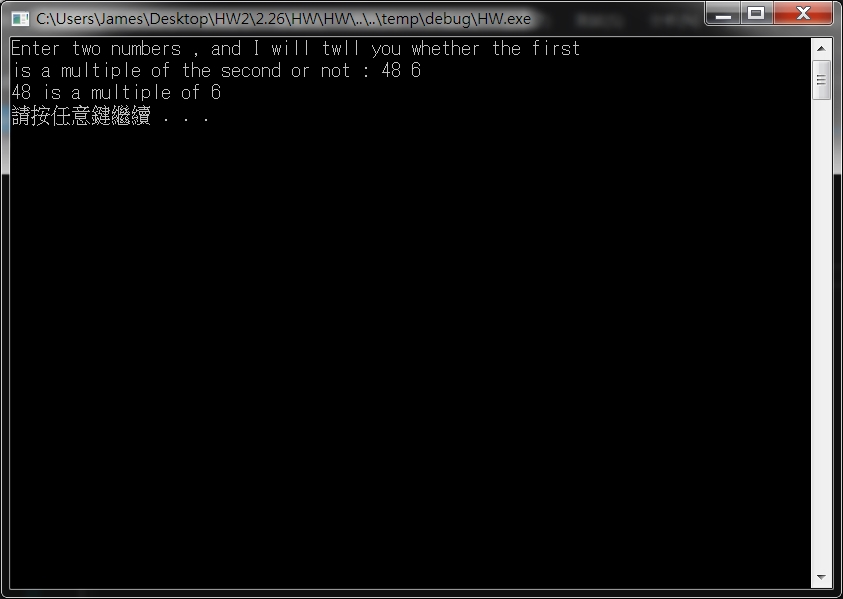 C:\Users\James\Desktop\HW2\2.26\HW\HW\..\..\temp\debug\HW.exe
Enter two numbers , and I will twll you whether the first
is a multiple of the second or not : 48 6
48 is a multiple of 6
請按任意鍵繼續 . . .